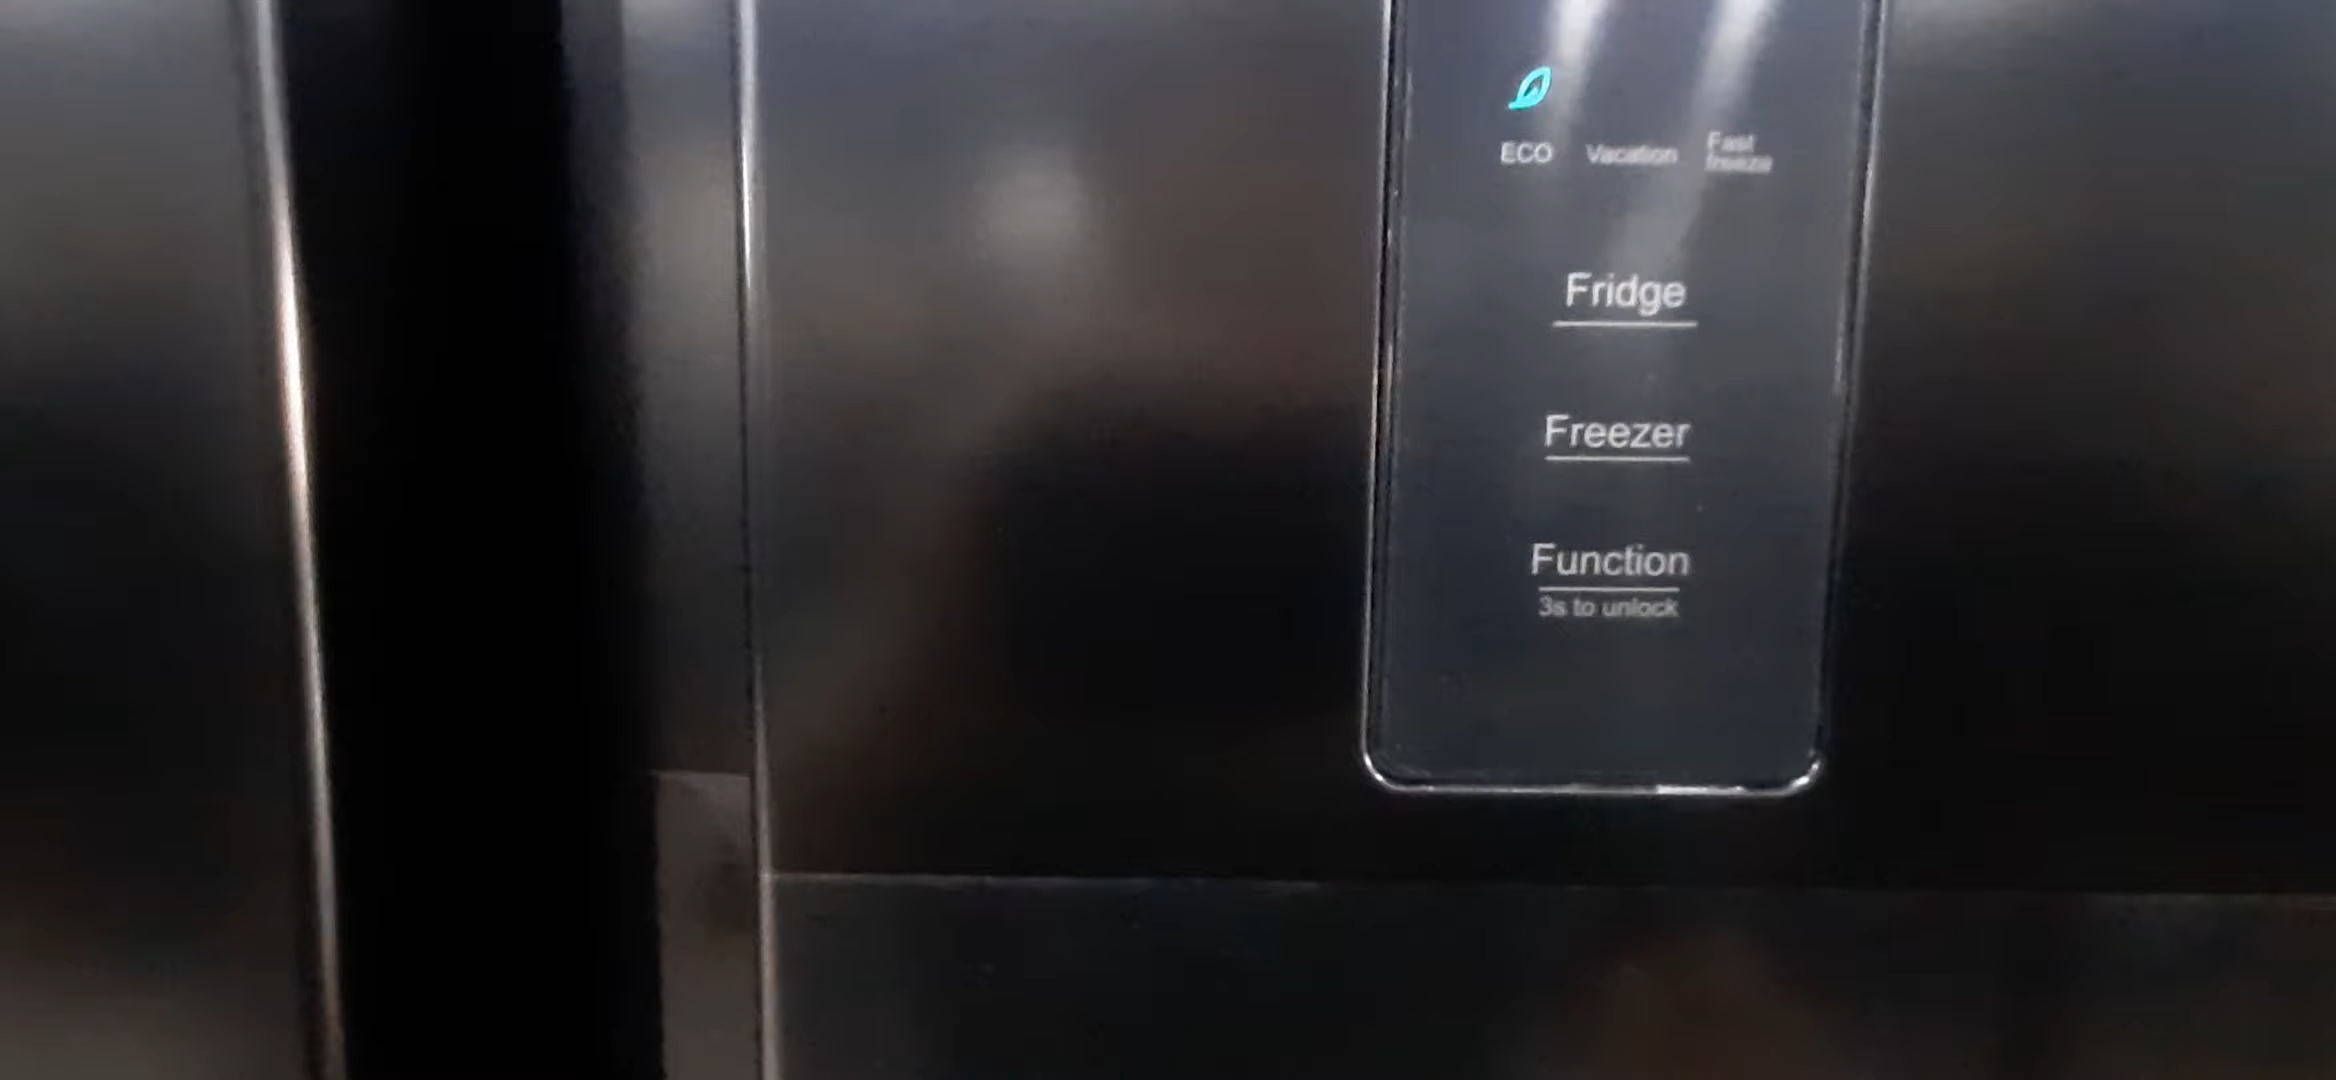 ECO Vacation Fast
freeze
Fridge
Freezer
Function
3s to unlock